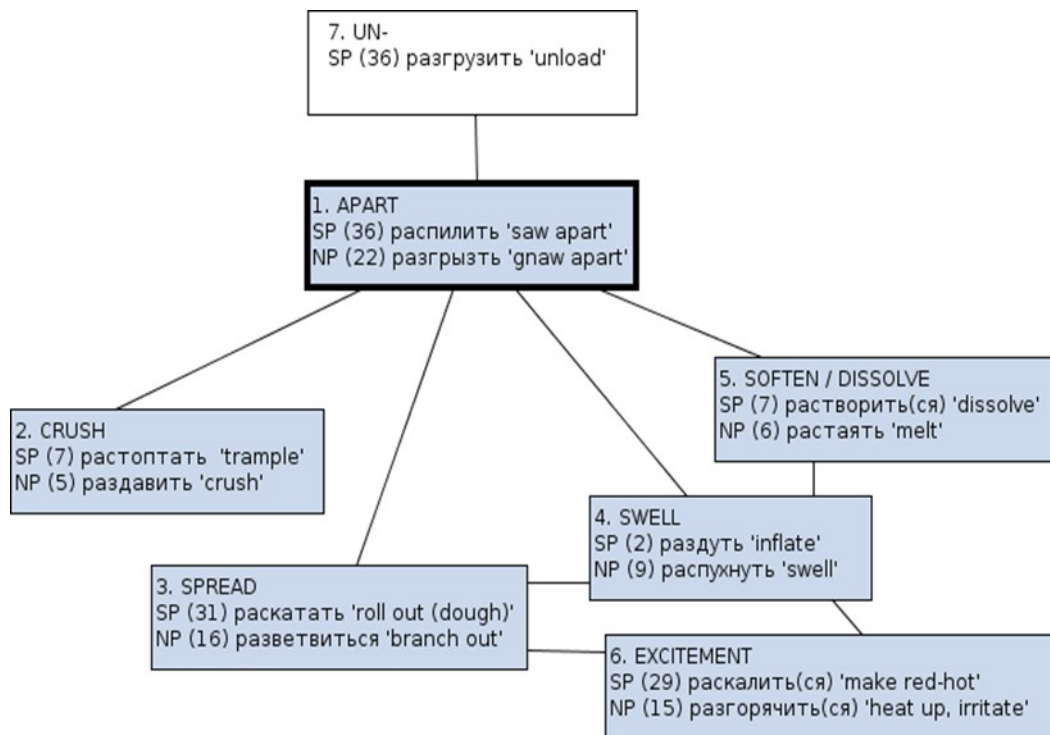 7. UN-
SP (36) разгрузить 'unload'
1. APART
SP (36) распилить 'saw apart'
NP (22) разгрызть 'gnaw apart'
5. SOFTEN / DISSOLVE
SP (7) растворить(ся) 'dissolve'
NP (6) растаять 'melt'
2. CRUSH
SP (7) растоптать 'trample'
NP (5) раздавить 'crush'
4. SWELL
SP (2) раздуть 'inflate'
NP (9) распухнуть 'swell'
3. SPREAD
SP (31) раскатать 'roll out (dough)'
NP (16) разветвиться 'branch out'
6. EXCITEMENT
SP (29) раскалить(ся) 'make red-hot'
NP (15) разгорячить(ся) 'heat up, irritate'